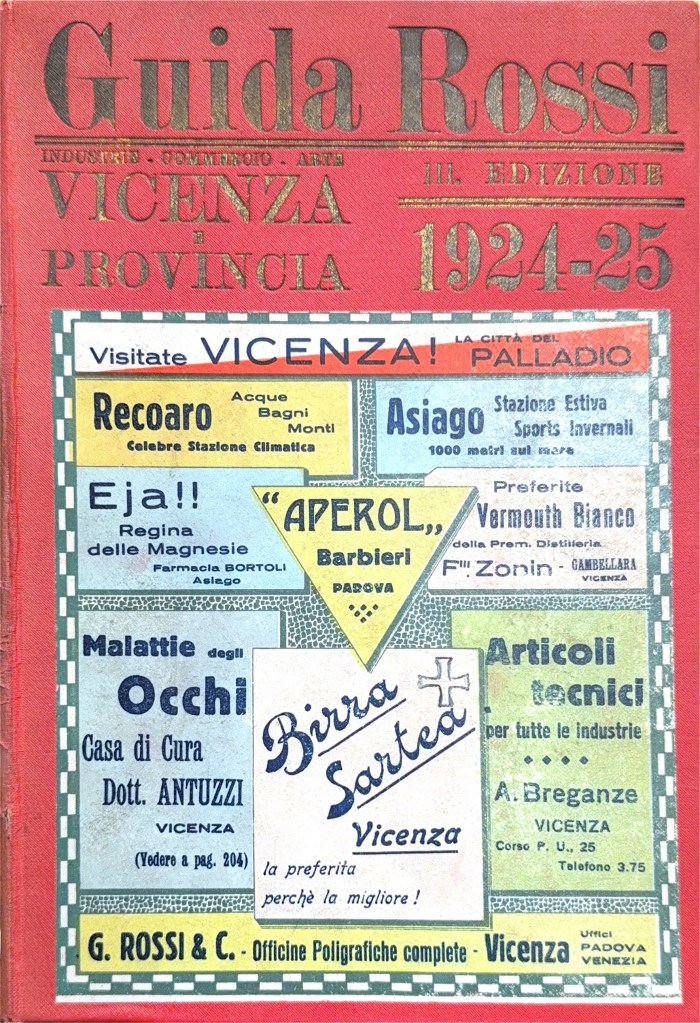 Guida Rossi
INDUSTRIE - COMMERCIO - ARTE
VICENZA
E
PROVINCIA
III. EDIZIONE
1924-25
Visitate VICENZA! LA CITTÀ DEL PALLADIO
Recoaro
Acque
Bagni
Monti
Celebre Stazione Climatica
Asiago
Stazione Estiva
Sports Invernali
1000 metri sul mare
Eja!!
Regina
delle Magnesie
Farmacia BORTOLI
Asiago
“APEROL„
Barbieri
PADOVA
Preferite
Vermouth Bianco
della Prem. Distilleria
F.lli Zonin - GAMBELLARA
VICENZA
Malattie degli
Occhi
Casa di Cura
Dott. ANTUZZI
VICENZA
(Vedere a pag. 204)
Birra
Sartea
Vicenza
la preferita
perchè la migliore!
Articoli
tecnici
per tutte le industrie
A. Breganze
VICENZA
Corso P. U., 25
Telefono 3.75
G. ROSSI & C. - Officine Poligrafiche complete - Vicenza
Uffici
PADOVA
VENEZIA